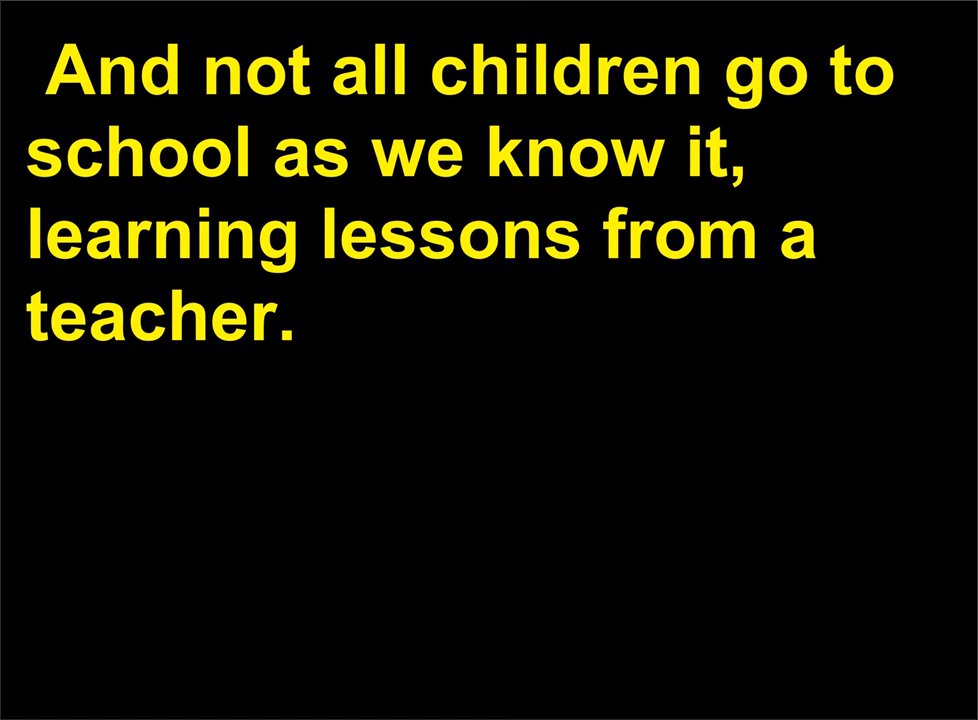 And not all children go to
school as we know it,
learning lessons from a
teacher.